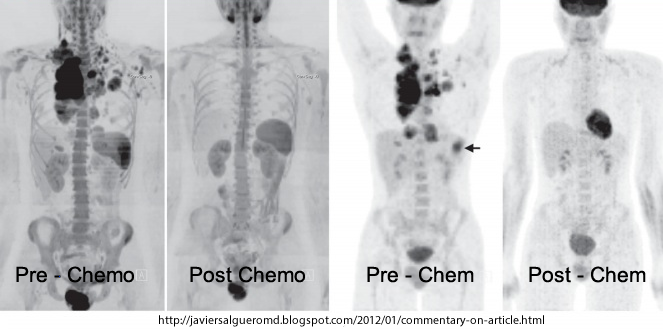 Pre - Chemo
Post Chemo
Pre - Chem
Post - Chem
http://javiersalgueromd.blogspot.com/2012/01/commentary-on-article.html